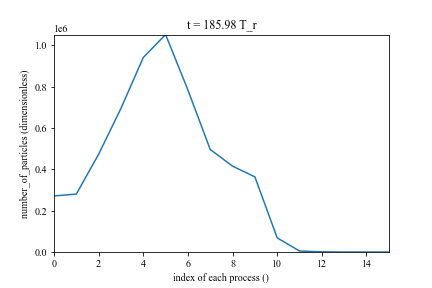 t = 185.98 T_r
1e6
1.0
0.8
0.6
0.4
0.2
0.0
number_of_particles (dimensionless)
0 2 4 6 8 10 12 14
index of each process ()